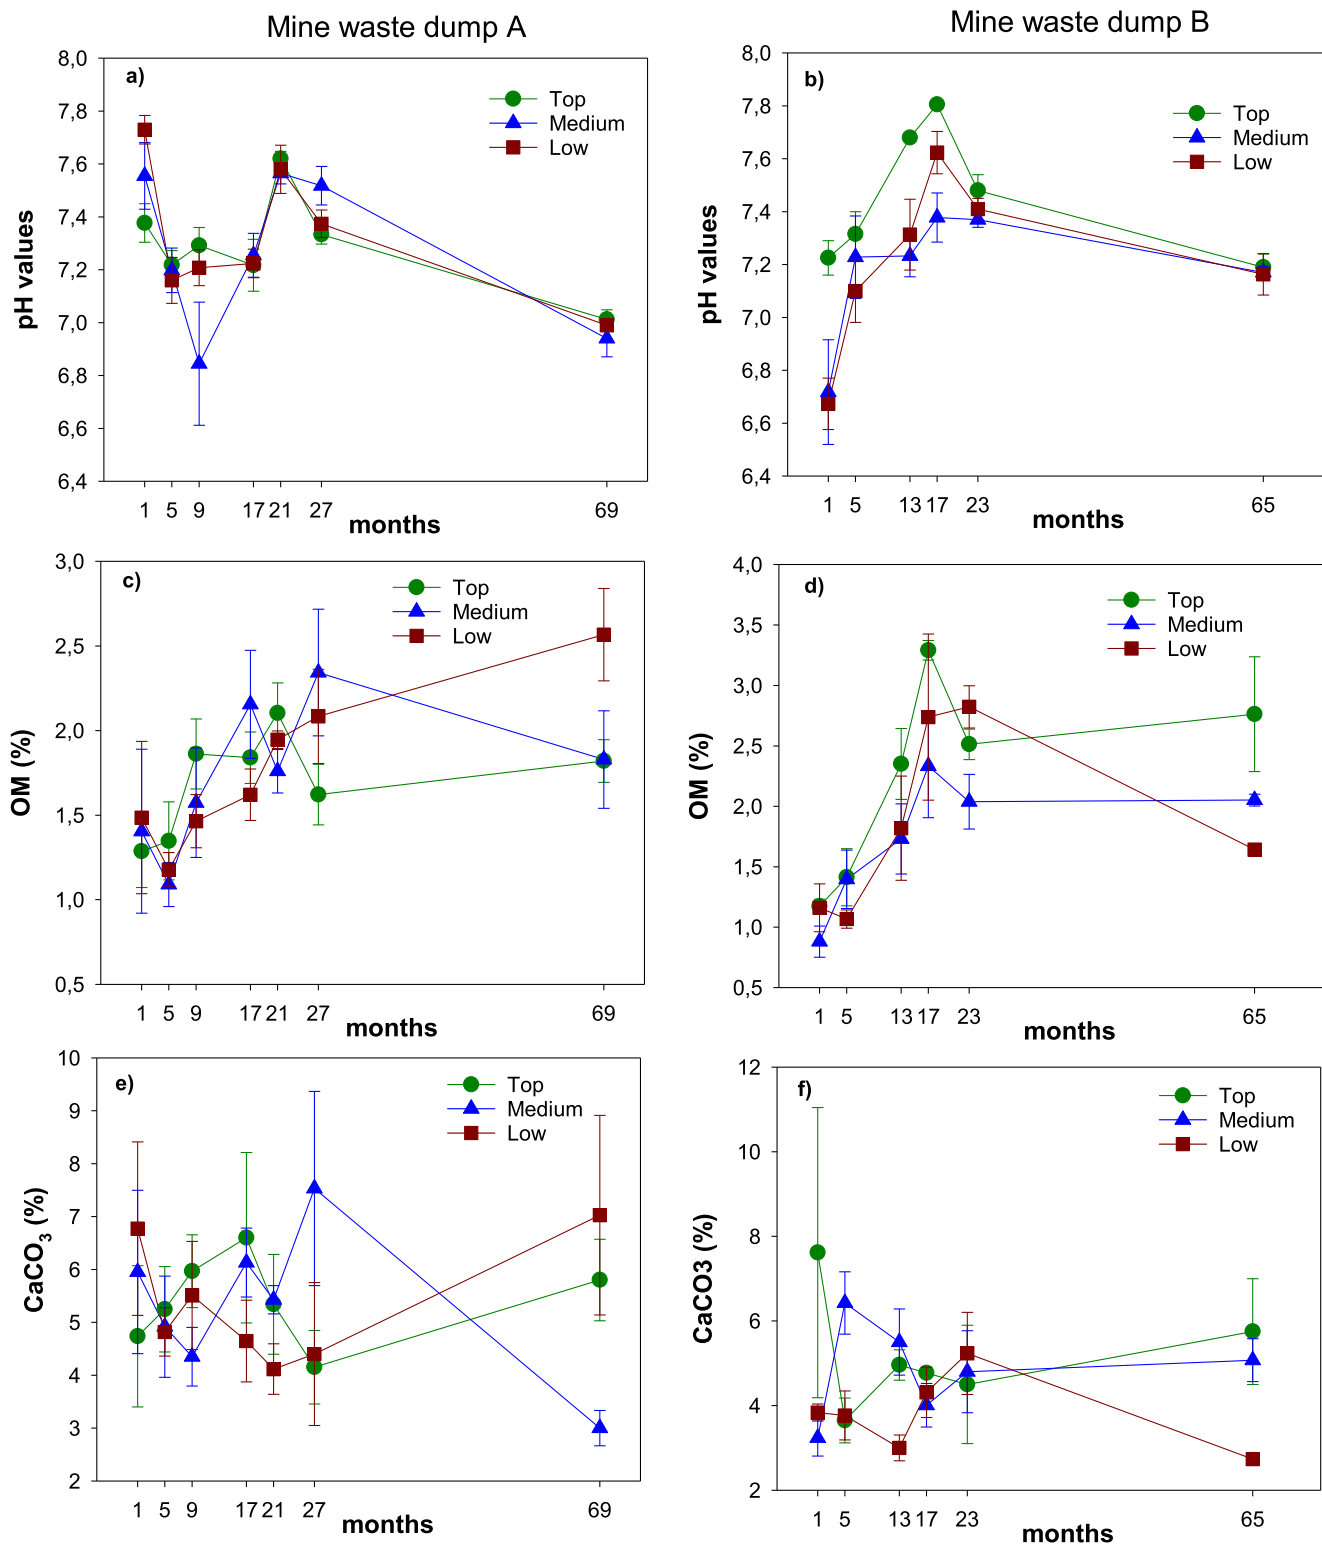 Mine waste dump A
Mine waste dump B
a)
8,0
7,8
7,6
7,4
7,2
7,0
6,8
6,6
6,4
pH values
Top
Medium
Low
1 5 9 17 21 27 69
months
b)
8,0
7,8
7,6
7,4
7,2
7,0
6,8
6,6
6,4
pH values
Top
Medium
Low
1 5 13 17 23 65
months
c)
3,0
2,5
2,0
1,5
1,0
0,5
OM (%)
Top
Medium
Low
1 5 9 17 21 27 69
months
d)
4,0
3,5
3,0
2,5
2,0
1,5
1,0
0,5
OM (%)
Top
Medium
Low
1 5 13 17 23 65
months
e)
10
9
8
7
6
5
4
3
2
CaCO3 (%)
Top
Medium
Low
1 5 9 17 21 27 69
months
f)
12
10
8
6
4
2
CaCO3 (%)
Top
Medium
Low
1 5 13 17 23 65
months